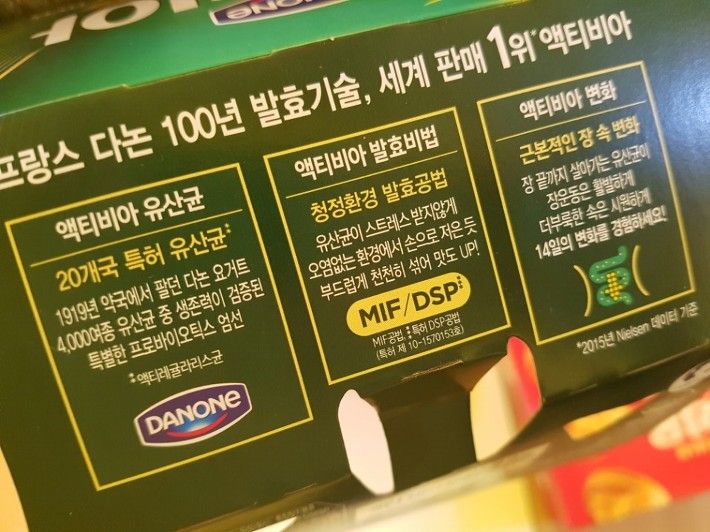 DANONE
프랑스 다논 100년 발효기술, 세계 판매 1위* 액티비아
액티비아 유산균
20개국 특허 유산균
1919년 약국에서 팔던 다논 요거트
4,000여종 유산균 중 생존력이 검증된
특별한 프로바이오틱스 엄선
액티레귤라리스균
DANONE
액티비아 발효비법
청정환경 발효공법
유산균이 스트레스 받지않게
오염없는 환경에서 손으로 저은 듯
부드럽게 천천히 섞어 맛도 UP!
MIF/DSP
MIF공법, 특허 DSP공법
(특허 제 10-1570153호)
액티비아 변화
근본적인 장 속 변화
장 끝까지 살아가는 유산균이
장운동은 활발하게
더부룩한 속은 시원하게
14일의 변화를 경험하세요!
*2015년 Nielsen 데이터 기준